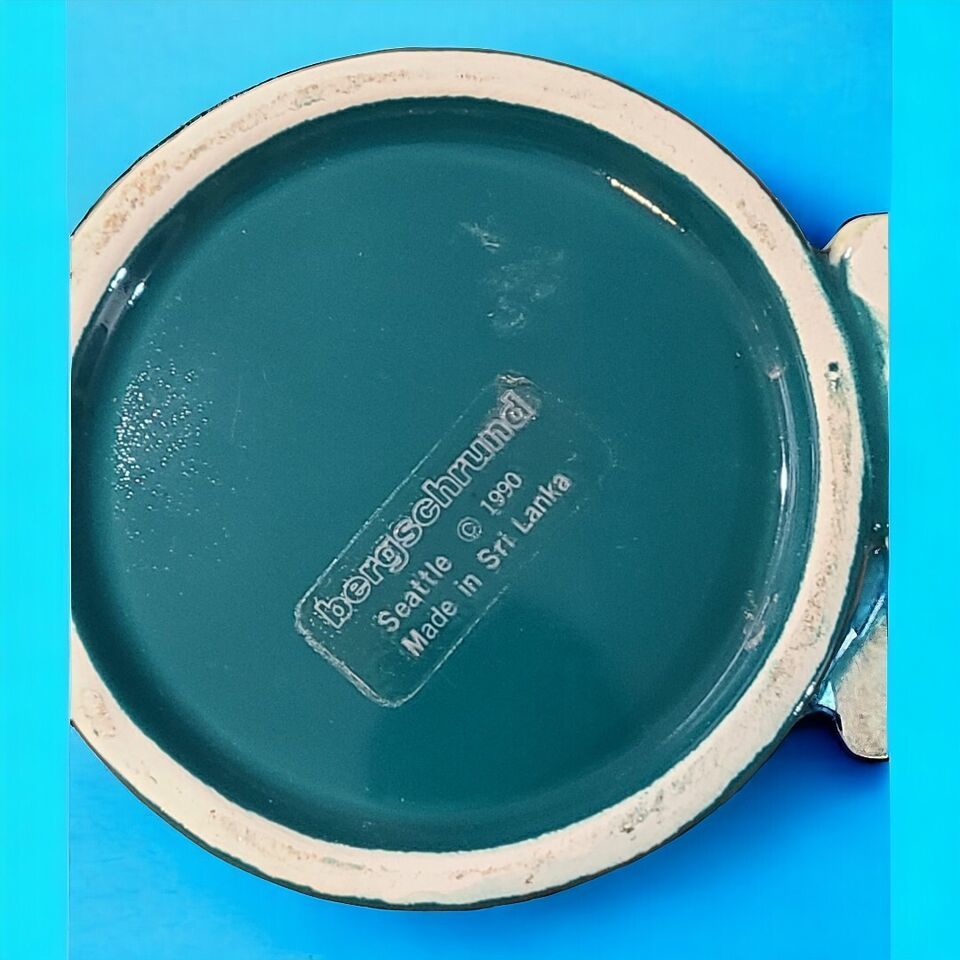 bergschrund
Seattle © 1990
Made in Sri Lanka